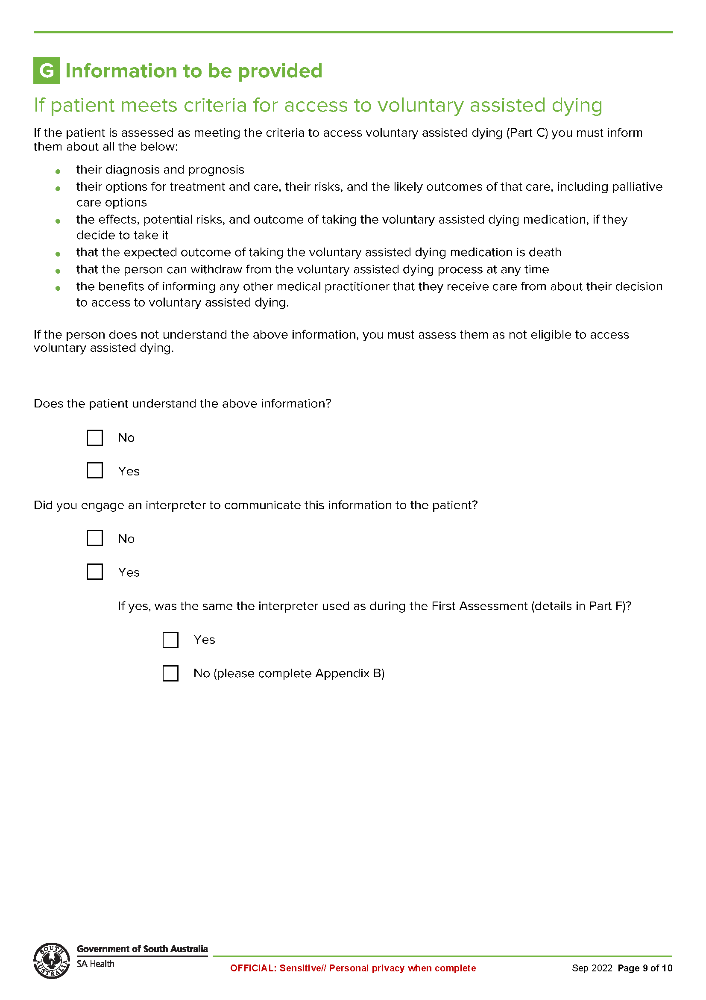 G Information to be provided
If patient meets criteria for access to voluntary assisted dying
If the patient is assessed as meeting the criteria to access voluntary assisted dying (Part C) you must inform
them about all the below:
• their diagnosis and prognosis
• their options for treatment and care, their risks, and the likely outcomes of that care, including palliative
care options
• the effects, potential risks, and outcome of taking the voluntary assisted dying medication, if they
decide to take it
• that the expected outcome of taking the voluntary assisted dying medication is death
• that the person can withdraw from the voluntary assisted dying process at any time
• the benefits of informing any other medical practitioner that they receive care from about their decision
to access to voluntary assisted dying.
If the person does not understand the above information, you must assess them as not eligible to access
voluntary assisted dying.
Does the patient understand the above information?
No
Yes
Did you engage an interpreter to communicate this information to the patient?
No
Yes
If yes, was the same the interpreter used as during the First Assessment (details in Part F)?
Yes
No (please complete Appendix B)
SOUTH AUSTRALIA
Government of South Australia
SA Health
OFFICIAL: Sensitive// Personal privacy when complete
Sep 2022 Page 9 of 10